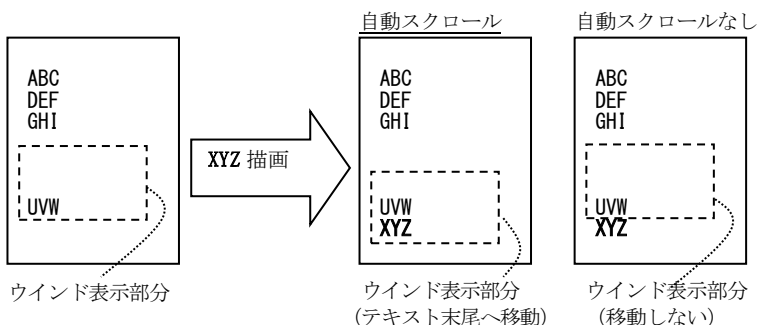 自動スクロール
自動スクロールなし
ABC
DEF
GHI
UVW
XYZ 描画
ABC
DEF
GHI
UVW
XYZ
ABC
DEF
GHI
UVW
XYZ
ウインド表示部分
ウインド表示部分
(テキスト末尾へ移動)
ウインド表示部分
(移動しない)